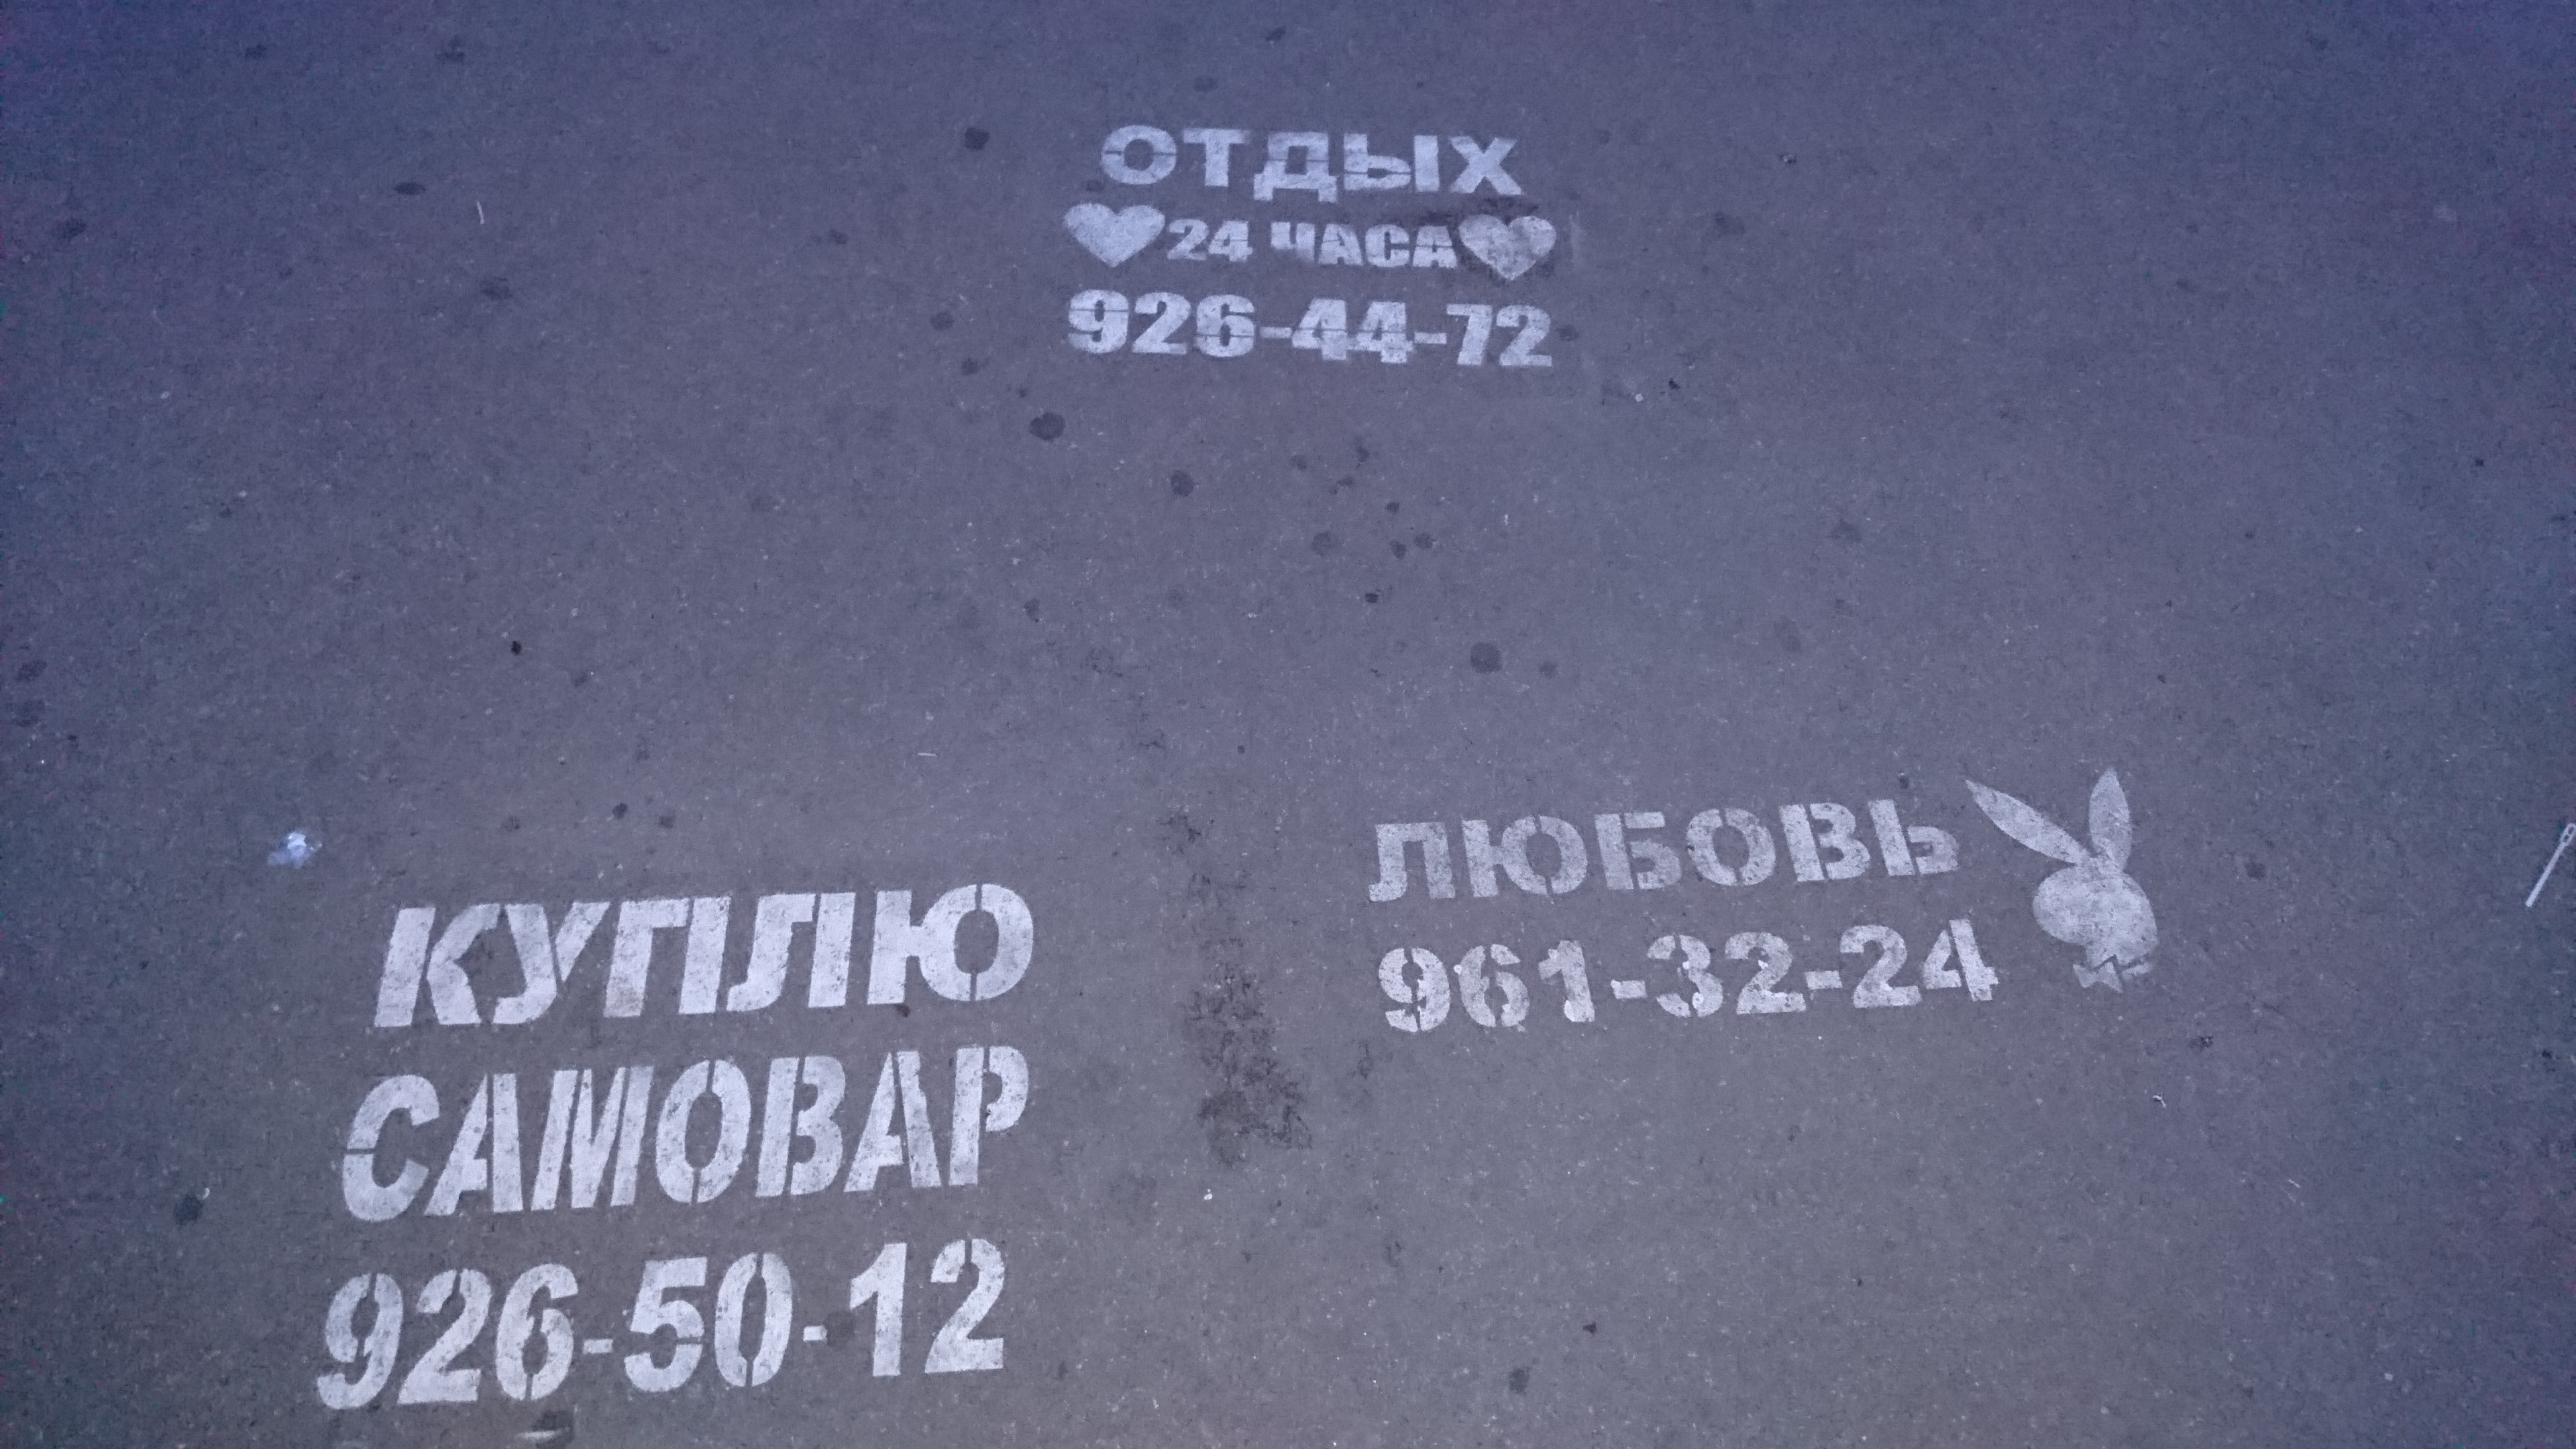 ОТДЫХ
24 ЧАСА
926-44-72
ЛЮБОВЬ
961-32-24
КУПЛЮ
САМОВАР
926-50-12